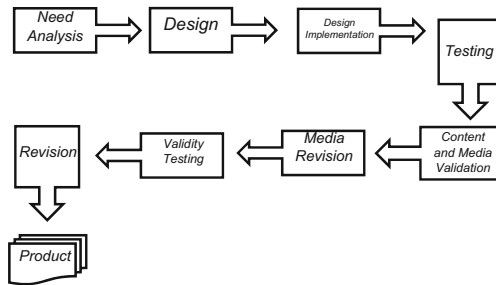 Need
Analysis
Design
Design
Implementation
Testing
Content
and Media
Validation
Media
Revision
Validity
Testing
Revision
Product